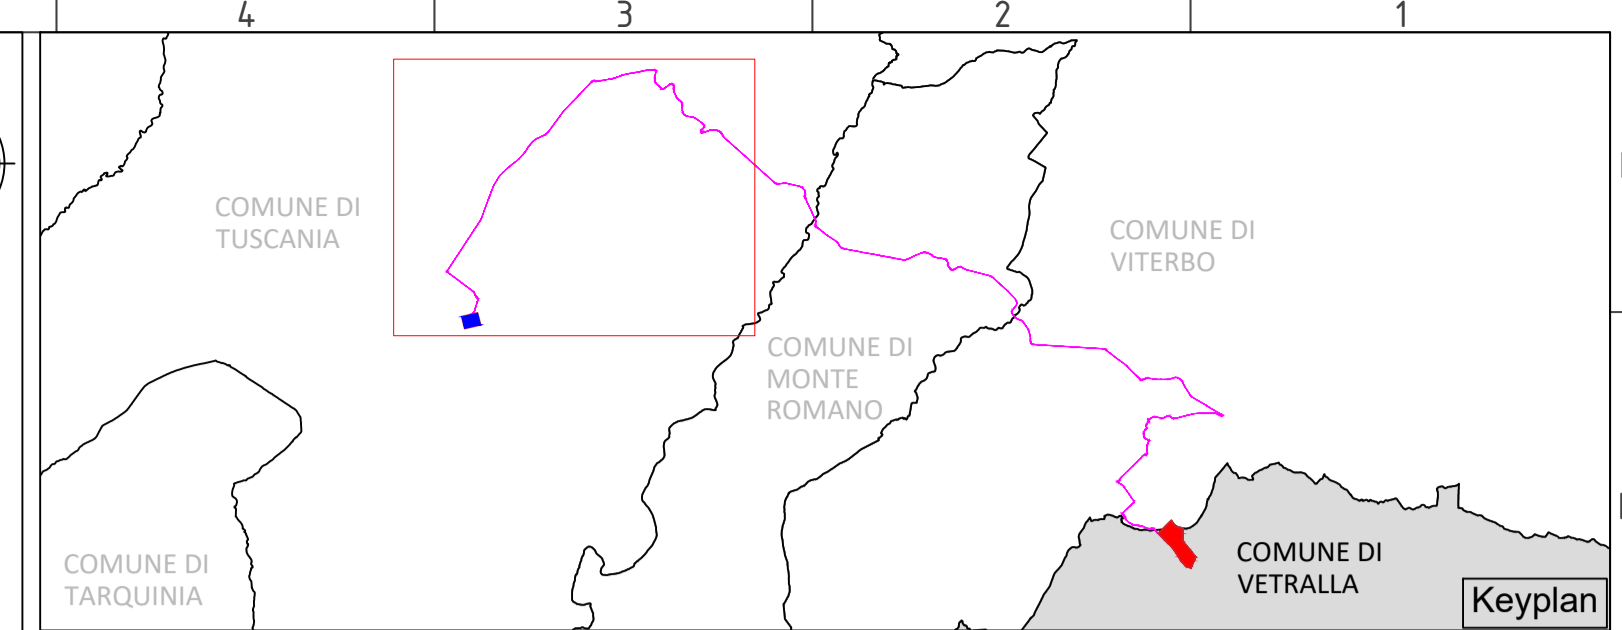 4 3 2 1
COMUNE DI
TUSCANIA
COMUNE DI
VITERBO
COMUNE DI
MONTE
ROMANO
COMUNE DI
TARQUINIA
COMUNE DI
VETRALLA
Keyplan